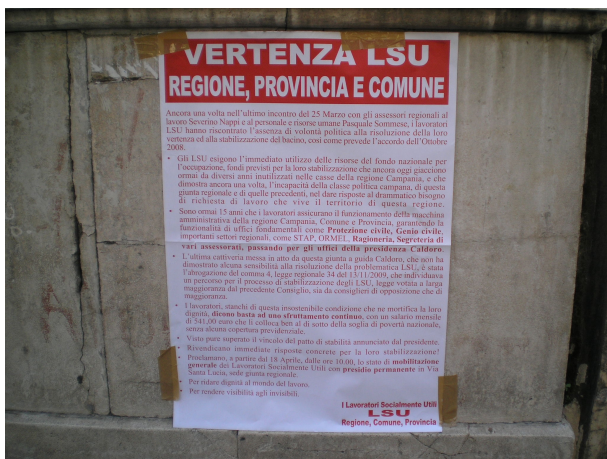 VERTENZA LSU
REGIONE, PROVINCIA E COMUNE
Ancora una volta nell'ultimo incontro del 25 Marzo con gli assessori regionali al
lavoro Severino Nappi e al personale e risorse umane Pasquale Sommese, i lavoratori
LSU hanno riscontrato l'assenza di volontà politica alla risoluzione della loro
vertenza ed alla stabilizzazione del bacino, così come prevede l'accordo dell'Ottobre
2008.
• Gli LSU esigono l'immediato utilizzo delle risorse del fondo nazionale per
l'occupazione, fondi previsti per la loro stabilizzazione che ancora oggi giacciono
ormai da diversi anni inutilizzati nelle casse della regione Campania, e che
dimostra ancora una volta, l'incapacità della classe politica campana, di questa
giunta regionale e di quelle precedenti, nel dare risposte al drammatico bisogno
di richiesta di lavoro che vive il territorio di questa regione.
• Sono ormai 15 anni che i lavoratori assicurano il funzionamento della macchina
amministrativa della regione Campania, Comune e Provincia, garantendo la
funzionalità di uffici fondamentali come Protezione civile, Genio civile,
importanti settori regionali, come STAP, ORMEL, Ragioneria, Segreteria di
vari assessorati, passando per gli uffici della presidenza Caldoro.
• L'ultima cattiveria messa in atto da questa giunta a guida Caldoro, che non ha
dimostrato alcuna sensibilità alla risoluzione della problematica LSU, è stata
l'abrogazione del comma 4, legge regionale 34 del 13/11/2009, che individuava
un percorso per il processo di stabilizzazione degli LSU, legge votata a larga
maggioranza dal precedente Consiglio, sia da consiglieri di opposizione che di
maggioranza.
• I lavoratori, stanchi di questa insostenibile condizione che ne mortifica la loro
dignità, dicono basta ad uno sfruttamento continuo, con un salario mensile
di 541,00 euro che li colloca ben al di sotto della soglia di povertà nazionale,
senza alcuna copertura previdenziale.
• Visto pure superato il vincolo del patto di stabilità annunciato dal presidente.
• Rivendicano immediate risposte concrete per la loro stabilizzazione!
• Proclamano, a partire dal 18 Aprile, dalle ore 10.00, lo stato di mobilitazione
generale dei Lavoratori Socialmente Utili con presidio permanente in Via
Santa Lucia, sede giunta regionale.
• Per ridare dignità al mondo del lavoro.
• Per rendere visibilità agli invisibili.
I Lavoratori Socialmente Utili
LSU
Regione, Comune, Provincia